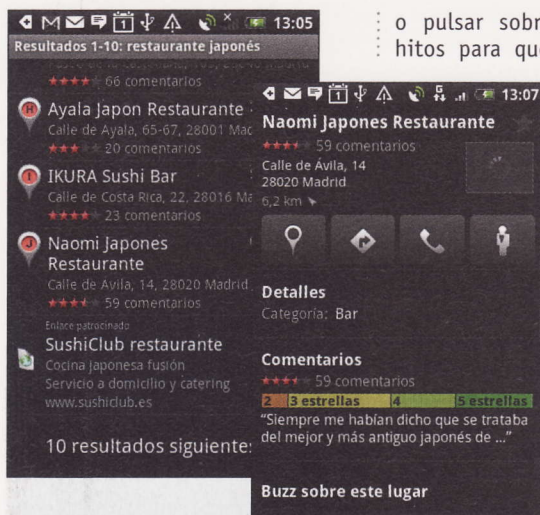 o pulsar sobr
hitos para que
13:05
Resultados 1-10: restaurante japonés
66 comentarios
H Ayala Japon Restaurante
Calle de Ayala, 65-67, 28001 Mad
20 comentarios
I IKURA Sushi Bar
Calle de Costa Rica, 22, 28016 Ma
23 comentarios
J Naomi Japones
Restaurante
Calle de Avila, 14, 28020 Madrid
59 comentarios
Enlace patrocinado
SushiClub restaurante
Cocina japonesa fusión
Servicio a domicilio y catering
www.sushiclub.es
10 resultados siguientes
13:07
Naomi Japones Restaurante
59 comentarios
Calle de Ávila, 14
28020 Madrid
6,2 km
Detalles
Categoría: Bar
Comentarios
59 comentarios
2 3 estrellas 4 5 estrellas
"Siempre me habían dicho que se trataba
del mejor y más antiguo japonés de ..."
Buzz sobre este lugar